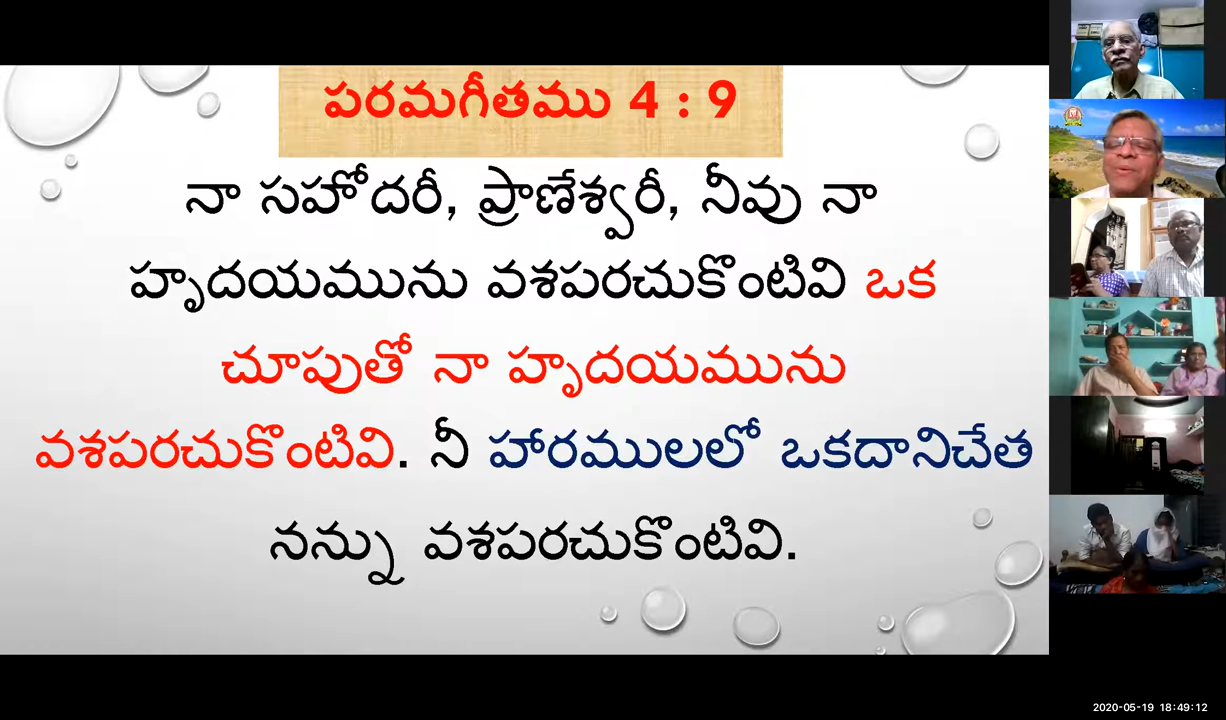 పరమగీతము 4 : 9
నా సహోదరీ, ప్రాణేశ్వరీ, నీవు నా
హృదయమును వశపరచుకొంటివి ఒక
చూపుతో నా హృదయమును
వశపరచుకొంటివి. నీ హారములలో ఒకదానిచేత
నన్ను వశపరచుకొంటివి.
2020-05-19 18:49:12